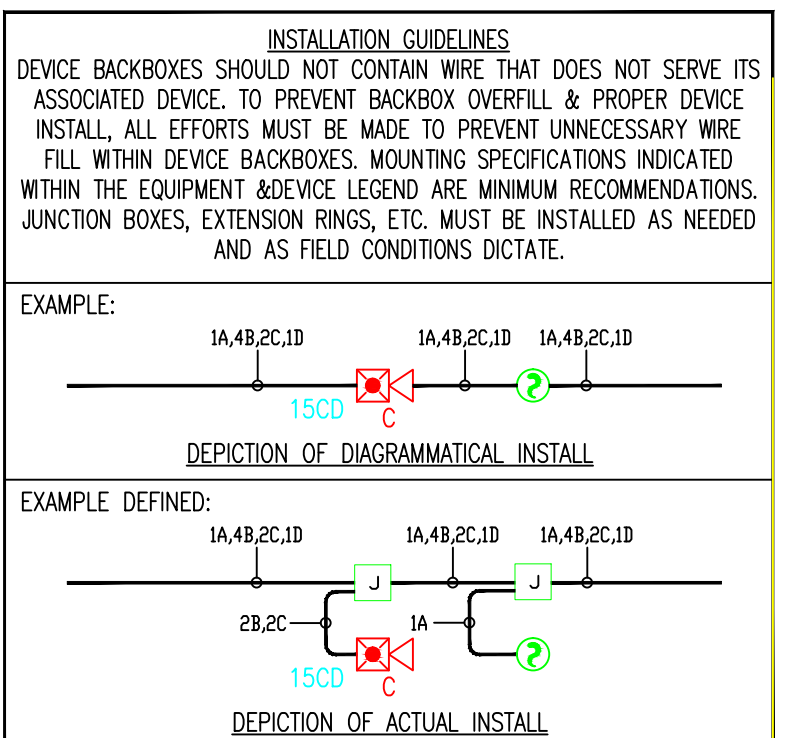 INSTALLATION GUIDELINES
DEVICE BACKBOXES SHOULD NOT CONTAIN WIRE THAT DOES NOT SERVE ITS
ASSOCIATED DEVICE. TO PREVENT BACKBOX OVERFILL & PROPER DEVICE
INSTALL, ALL EFFORTS MUST BE MADE TO PREVENT UNNECESSARY WIRE
FILL WITHIN DEVICE BACKBOXES. MOUNTING SPECIFICATIONS INDICATED
WITHIN THE EQUIPMENT &DEVICE LEGEND ARE MINIMUM RECOMMENDATIONS.
JUNCTION BOXES, EXTENSION RINGS, ETC. MUST BE INSTALLED AS NEEDED
AND AS FIELD CONDITIONS DICTATE.
EXAMPLE:
1A,4B,2C,1D 1A,4B,2C,1D 1A,4B,2C,1D
15CD
C
DEPICTION OF DIAGRAMMATICAL INSTALL
EXAMPLE DEFINED:
1A,4B,2C,1D 1A,4B,2C,1D 1A,4B,2C,1D
J J
2B,2C 1A
15CD
C
DEPICTION OF ACTUAL INSTALL